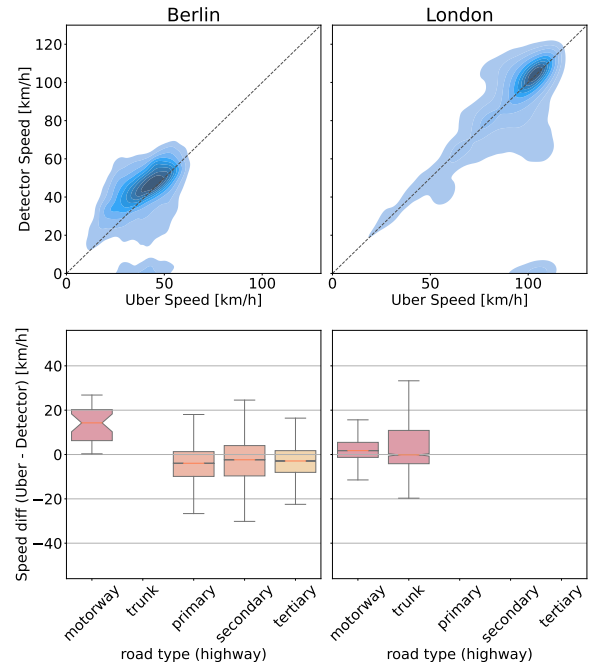 Berlin
London
Detector Speed [km/h]
120
100
80
60
40
20
0
0
50
100
0
50
100
Uber Speed [km/h]
Uber Speed [km/h]
Speed diff (Uber - Detector) [km/h]
40
20
0
−20
−40
motorway
trunk
primary
secondary
tertiary
motorway
trunk
primary
secondary
tertiary
road type (highway)
road type (highway)